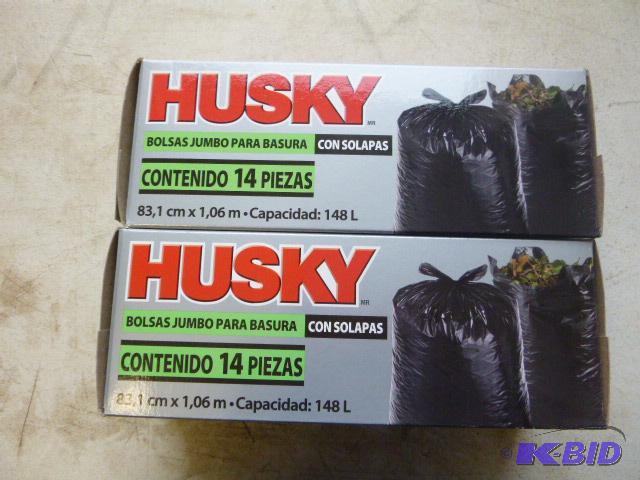 HUSKY
MR
BOLSAS JUMBO PARA BASURA CON SOLAPAS
CONTENIDO 14 PIEZAS
83,1 cm x 1,06 m • Capacidad: 148 L
HUSKY
MR
BOLSAS JUMBO PARA BASURA CON SOLAPAS
CONTENIDO 14 PIEZAS
83,1 cm x 1,06 m • Capacidad: 148 L
© K-BID